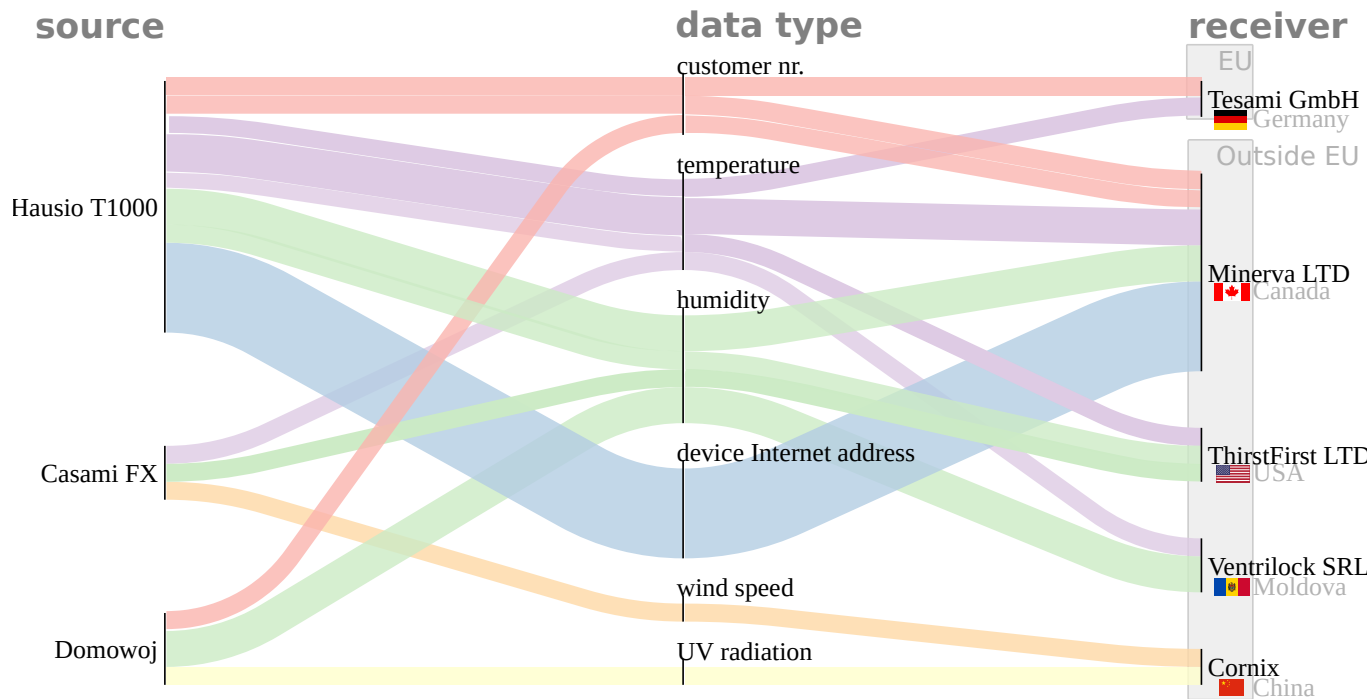 source
data type
receiver
customer nr.
EU
Tesami GmbH
Germany
temperature
Outside EU
Hausio T1000
humidity
Minerva LTD
Canada
device Internet address
ThirstFirst LTD
Casami FX
USA
wind speed
Ventrilock SRL
Moldova
Domowoj
UV radiation
Cornix
China